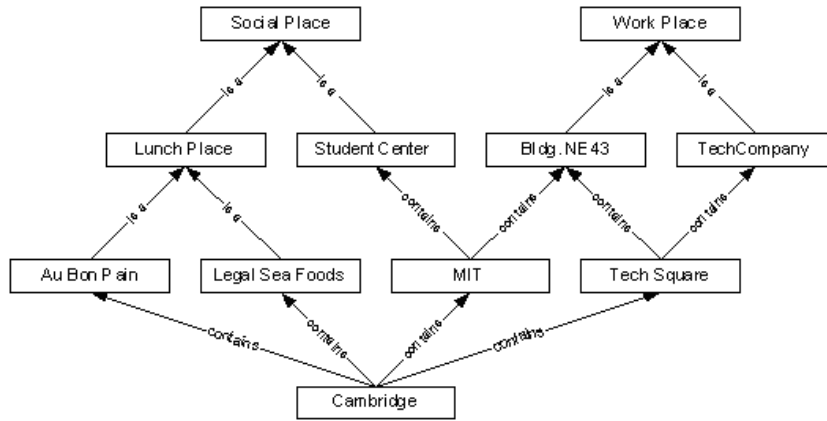 Social Place
Work Place
is a
is a
is a
is a
Lunch Place
Student Center
Bldg. NE43
TechCompany
is a
is a
contains
contains
contains
contains
Au Bon Pain
Legal Sea Foods
MIT
Tech Square
contains
contains
contains
contains
Cambridge